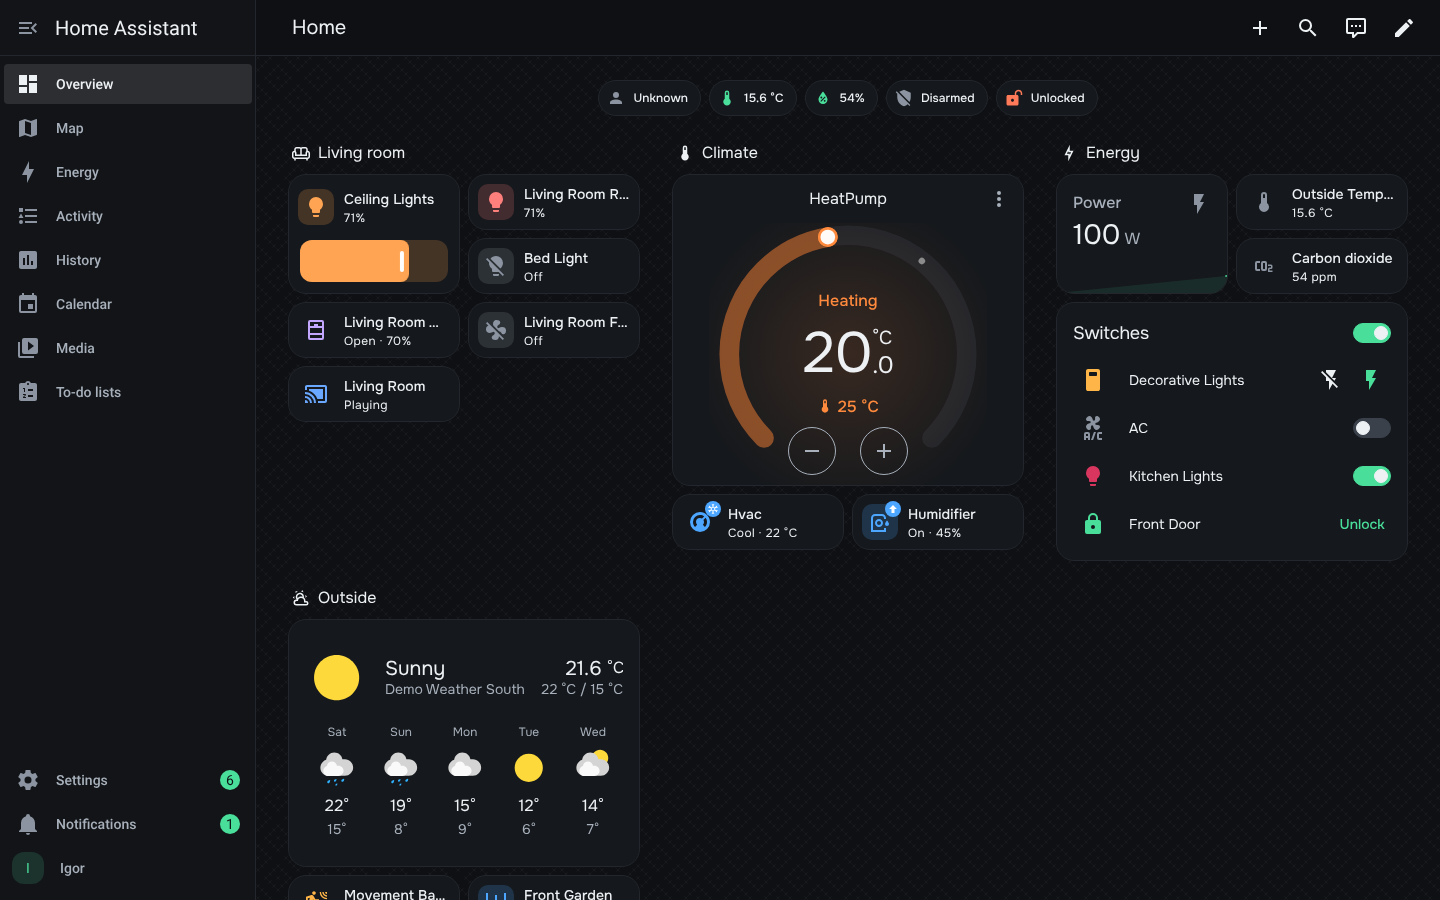 Home Assistant
Home
Overview
Map
Energy
Activity
History
Calendar
Media
To-do lists
Settings
6
Notifications
1
I
Igor
Unknown
15.6 °C
54%
Disarmed
Unlocked
Living room
Ceiling Lights
71%
Living Room R...
71%
Bed Light
Off
Living Room ...
Open · 70%
Living Room F...
Off
Living Room
Playing
Climate
HeatPump
Heating
20.0 °C
25 °C
Hvac
Cool · 22 °C
Humidifier
On · 45%
Energy
Power
100 W
Outside Temp...
15.6 °C
CO2
Carbon dioxide
54 ppm
Switches
Decorative Lights
A/C
AC
Kitchen Lights
Front Door
Unlock
Outside
Sunny
21.6 °C
Demo Weather South
22 °C / 15 °C
Sat Sun Mon Tue Wed
22° 19° 15° 12° 14°
15° 8° 9° 6° 7°
Movement Ba...
Front Garden